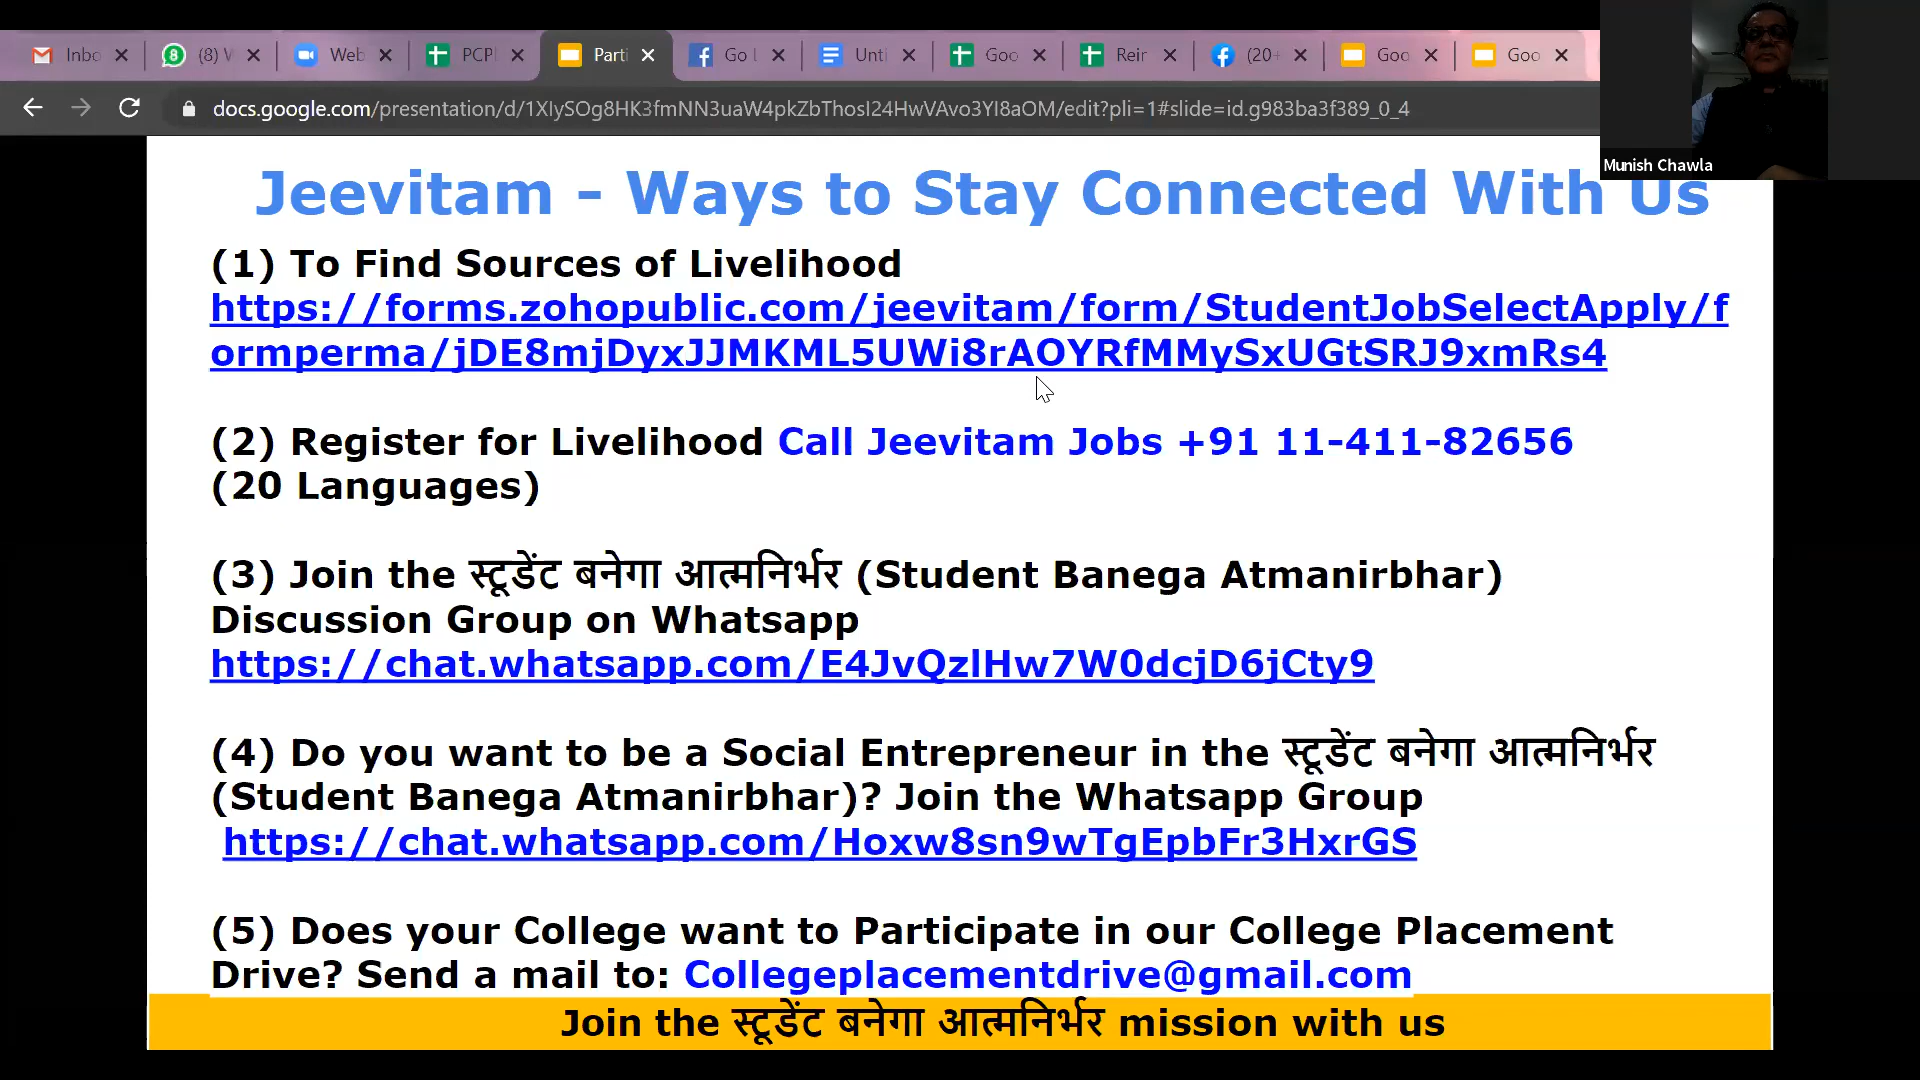 Inbo
(8) W
Web
PCPL
Parti
Go L
Unti
Goo
Reir
(20+
Goo
Goo
docs.google.com/presentation/d/1XIySOg8HK3fmNN3uaW4pkZbThosI24HwVAvo3YI8aOM/edit?pli=1#slide=id.g983ba3f389_0_4
Munish Chawla
Jeevitam - Ways to Stay Connected With Us
(1) To Find Sources of Livelihood
https://forms.zohopublic.com/jeevitam/form/StudentJobSelectApply/f
ormperma/jDE8mjDyxJJMKML5UWi8rAOYRfMMySxUGtSRJ9xmRs4
(2) Register for Livelihood Call Jeevitam Jobs +91 11-411-82656
(20 Languages)
(3) Join the स्टूडेंट बनेगा आत्मनिर्भर (Student Banega Atmanirbhar)
Discussion Group on Whatsapp
https://chat.whatsapp.com/E4JvQzlHw7W0dcjD6jCty9
(4) Do you want to be a Social Entrepreneur in the स्टूडेंट बनेगा आत्मनिर्भर
(Student Banega Atmanirbhar)? Join the Whatsapp Group
https://chat.whatsapp.com/Hoxw8sn9wTgEpbFr3HxrGS
(5) Does your College want to Participate in our College Placement
Drive? Send a mail to: Collegeplacementdrive@gmail.com
Join the स्टूडेंट बनेगा आत्मनिर्भर mission with us